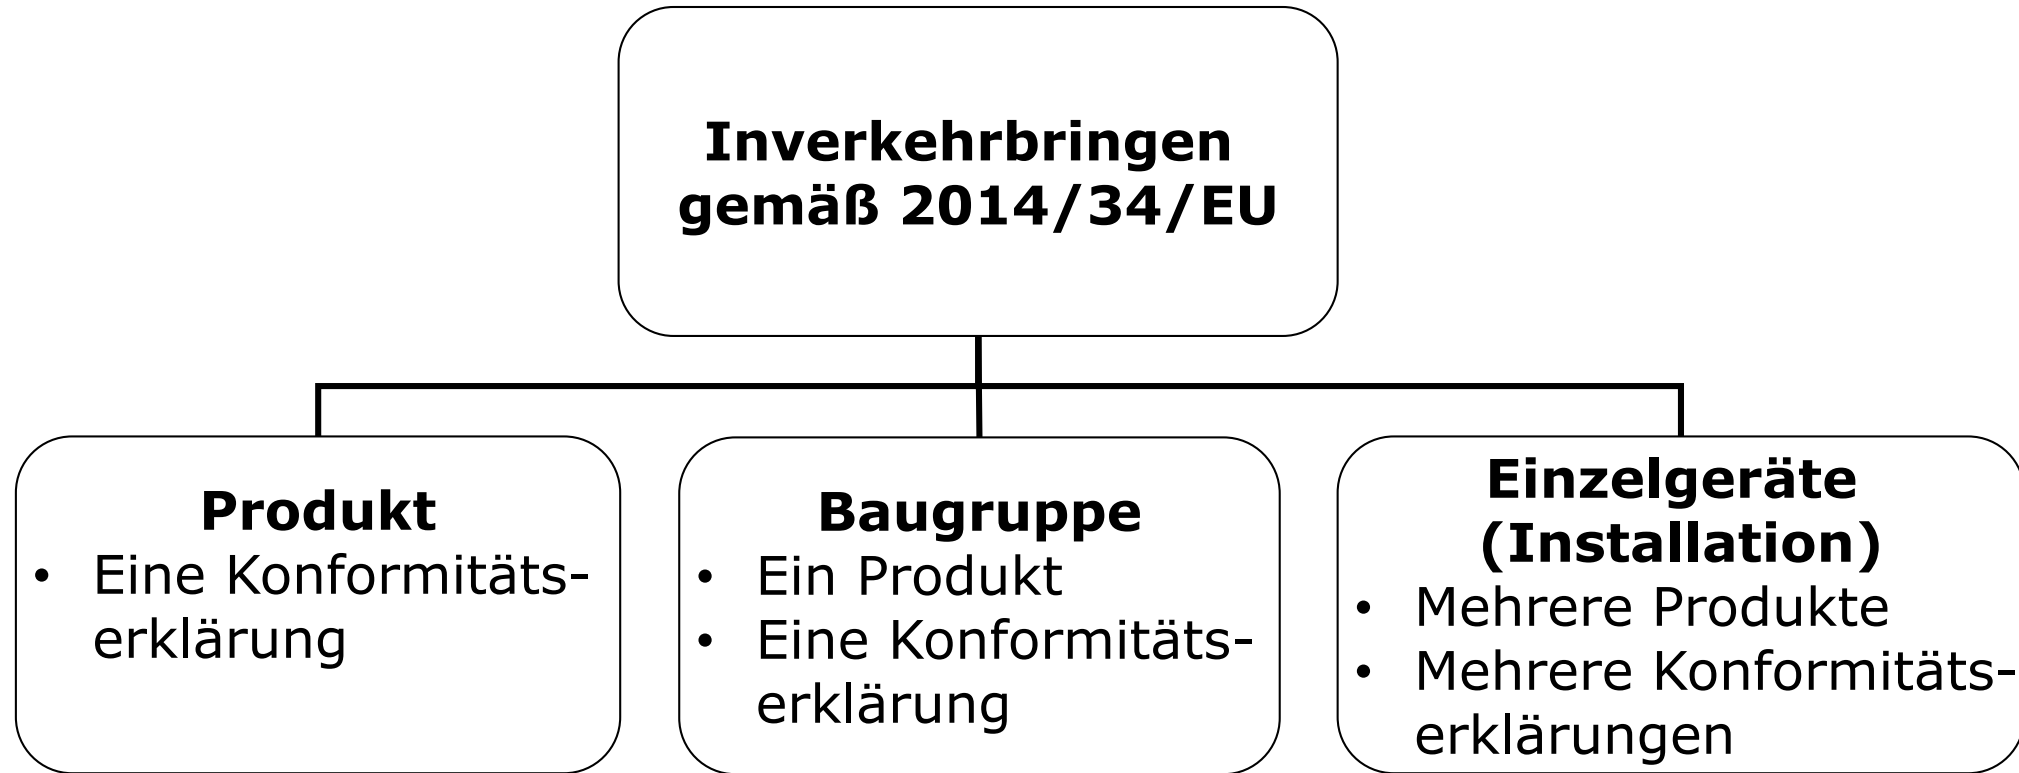 Inverkehrbringen
gemäß 2014/34/EU
Produkt
• Eine Konformitäts-
erklärung
Baugruppe
• Ein Produkt
• Eine Konformitäts-
erklärung
Einzelgeräte
(Installation)
• Mehrere Produkte
• Mehrere Konformitäts-
erklärungen